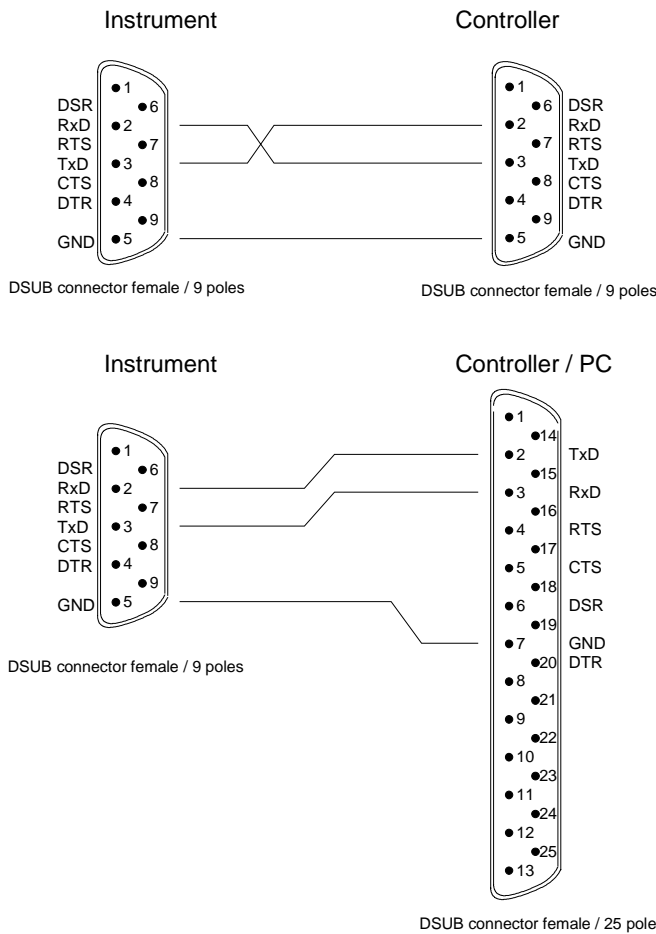 Instrument Controller
1 1
DSR 6 6 DSR
RxD 2 2 RxD
RTS 7 7 RTS
TxD 3 3 TxD
CTS 8 8 CTS
DTR 4 4 DTR
9 9
GND 5 5 GND
DSUB connector female / 9 poles DSUB connector female / 9 poles
Instrument Controller / PC
1
DSR 6
RxD 2
RTS 7
TxD 3
CTS 8
DTR 4
9
GND 5
DSUB connector female / 9 poles
1
14
2 TxD
15
3 RxD
16
4 RTS
17
5 CTS
18
6 DSR
19
7 GND
20 DTR
8
21
9
22
10
23
11
24
12
25
13
DSUB connector female / 25 pole